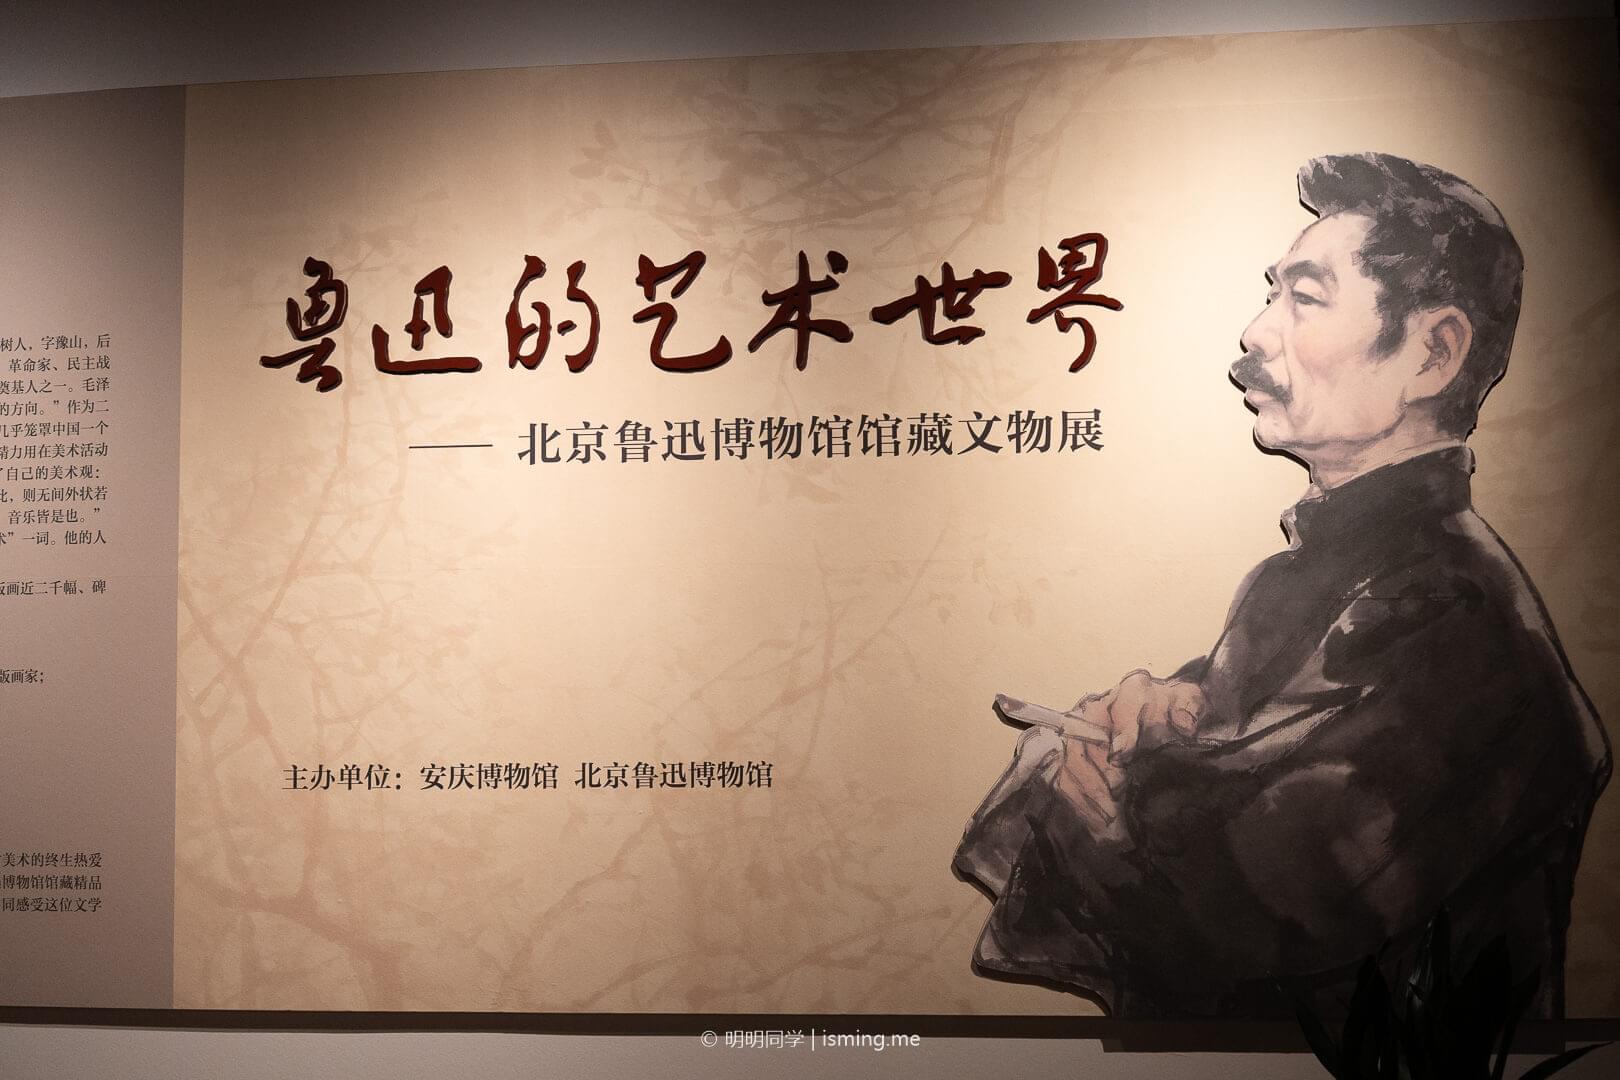 树人，字豫山，后
革命家、民主战
奠基人之一。毛泽
的方向。”作为二
几乎笼罩中国一个
精力用在美术活动
了自己的美术观：
此，则无间外状若
音乐皆是也。”
术”一词。他的人
版画近二千幅、碑
版画家；
美术的终生热爱
博物馆馆藏精品
同感受这位文学
鲁迅的艺术世界
—— 北京鲁迅博物馆馆藏文物展
主办单位：安庆博物馆 北京鲁迅博物馆
© 明明同学 | isming.me